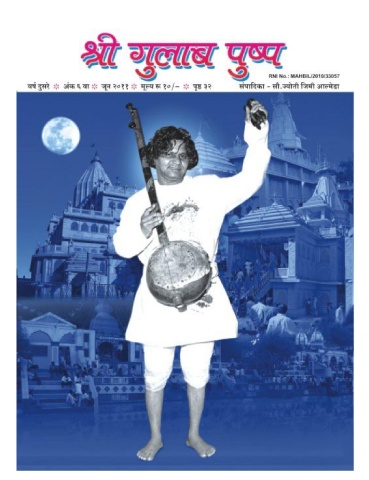 श्री गुलाब पुष्प
RNI No.: MAHBIL/2010/33057
वर्ष दुसरे ❋ अंक ६ वा ❋ जून २०११ ❋ मूल्य रू १०/- ❋ पृष्ठ ३२ संपादिका - सौ.ज्योती जिमी आल्मेडा